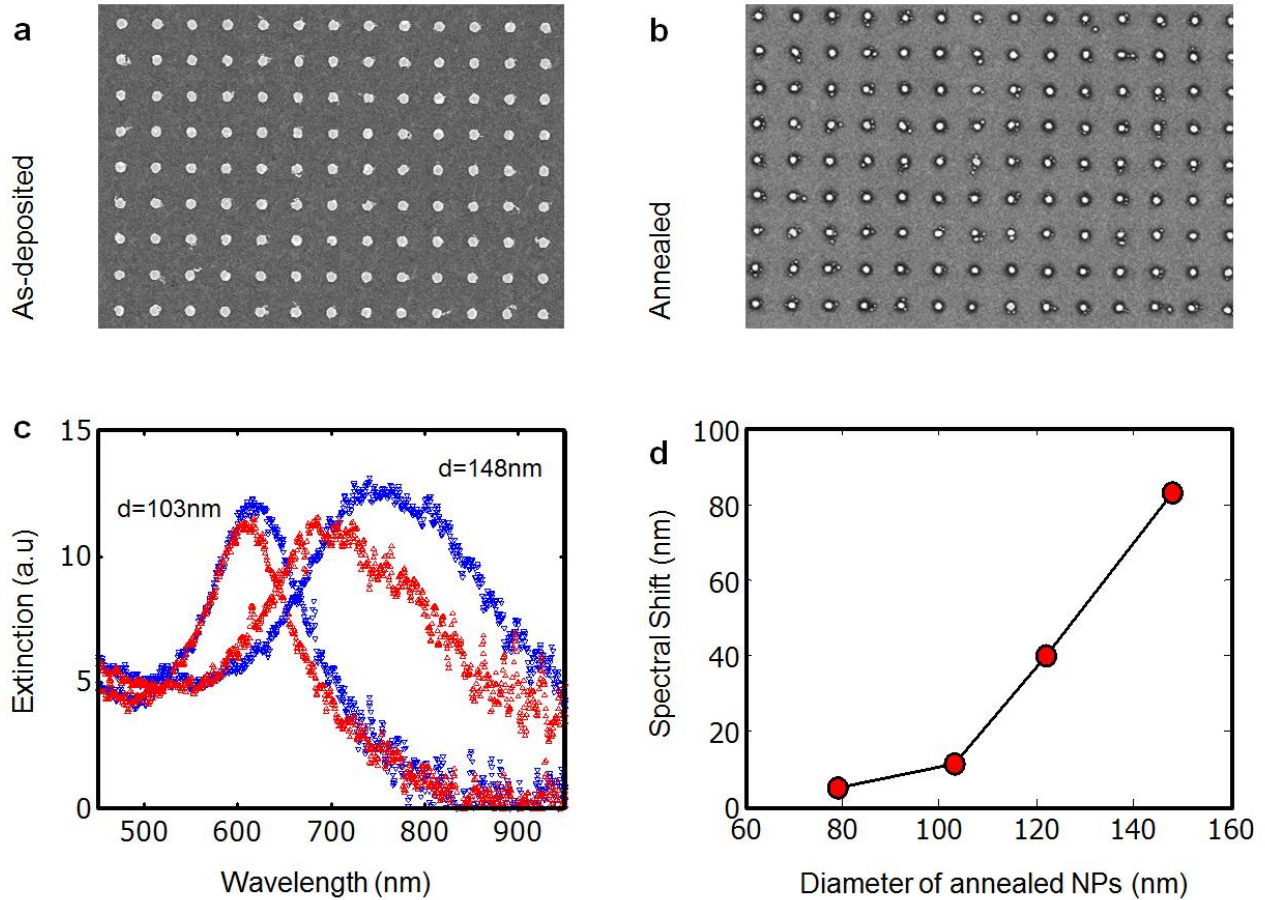 a
As-deposited
b
Annealed
c
15
10
5
0
Extinction (a.u)
d=103nm
d=148nm
500 600 700 800 900
Wavelength (nm)
d
100
80
60
40
20
0
Spectral Shift (nm)
60 80 100 120 140 160
Diameter of annealed NPs (nm)